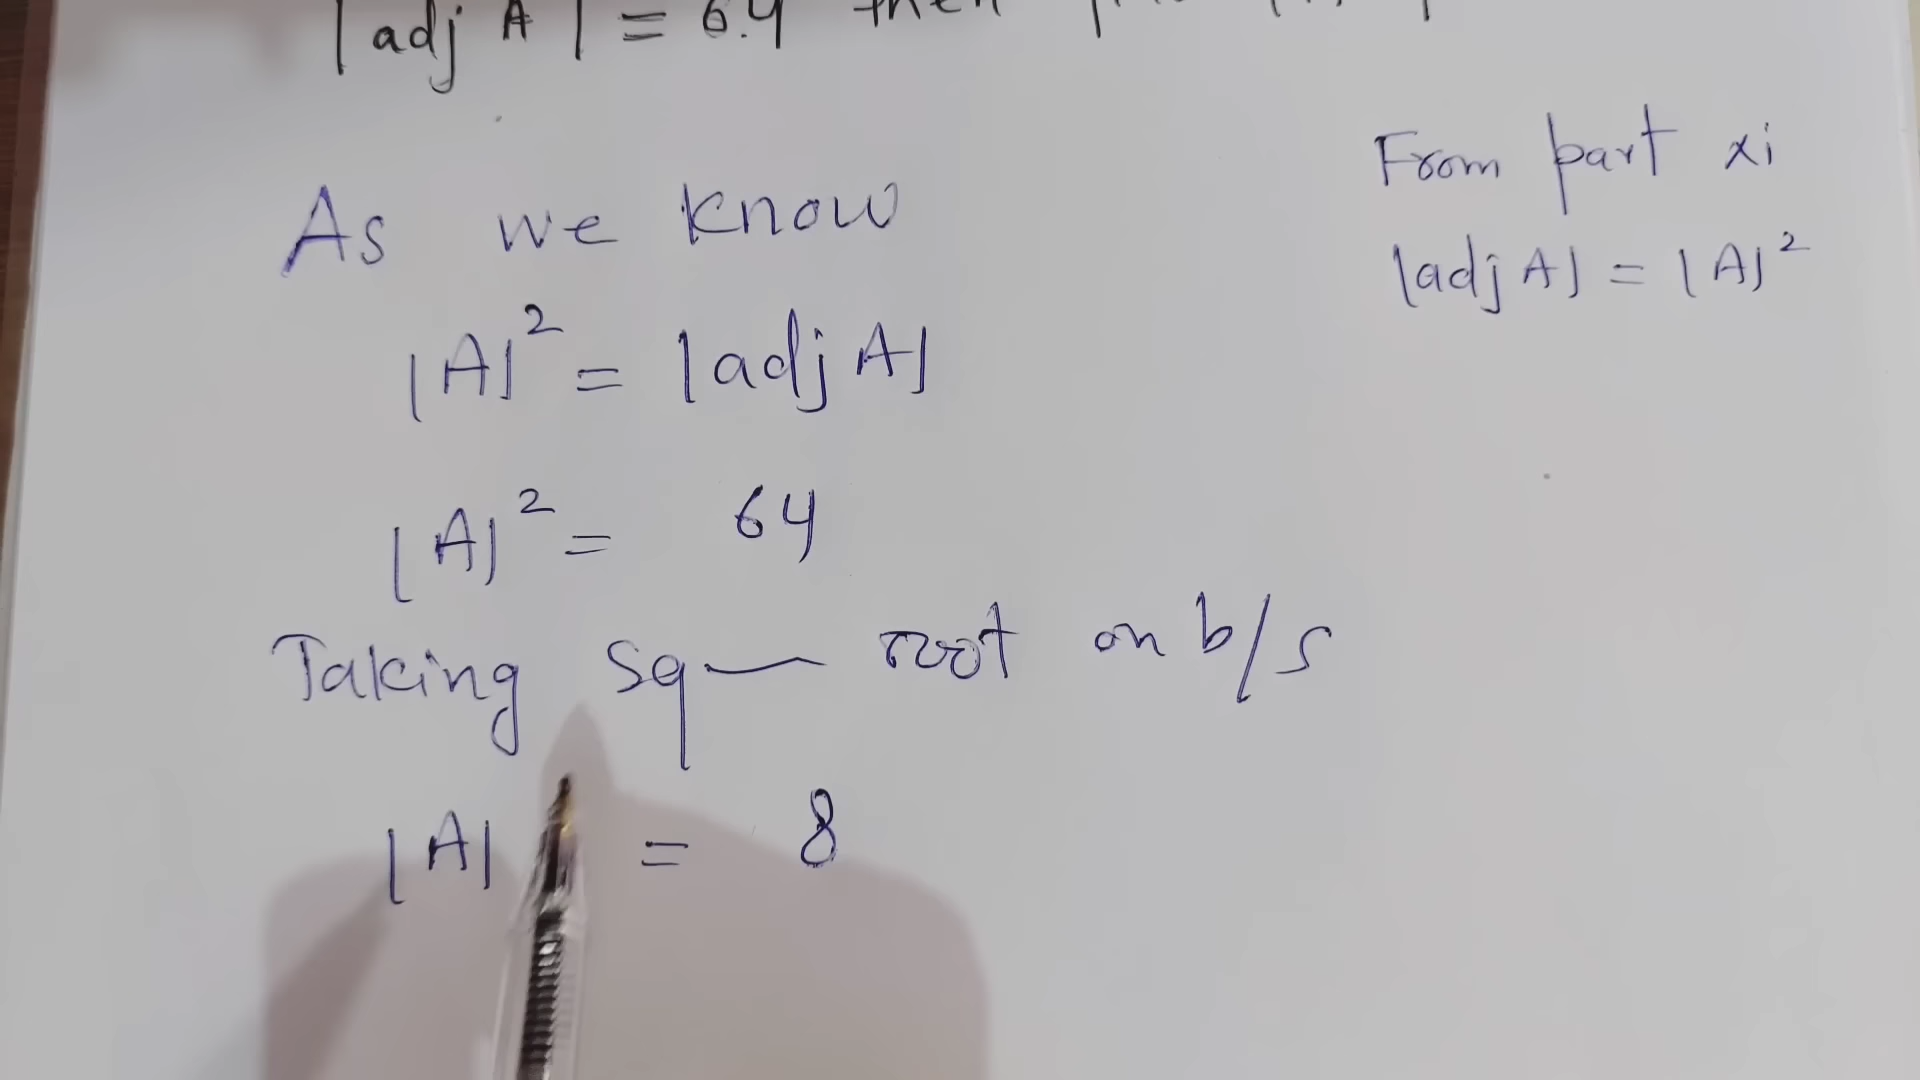 |adj A| = 64 then
From part xi
|adj A| = |A|²
As we know
|A|² = |adj A|
|A|² = 64
Taking sq root on b/s
|A| = 8